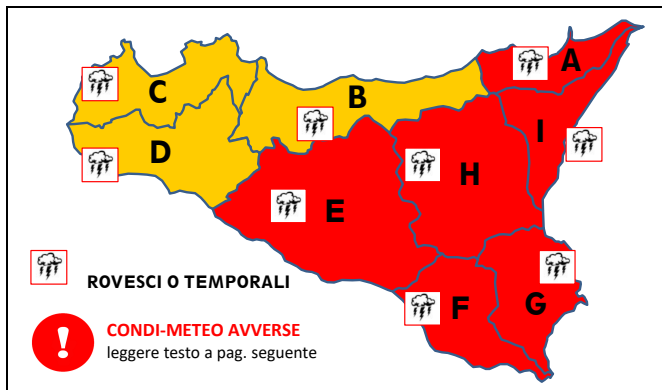 A
C
B
I
D
H
E
F
G
ROVESCI O TEMPORALI
!
CONDI-METEO AVVERSE
leggere testo a pag. seguente